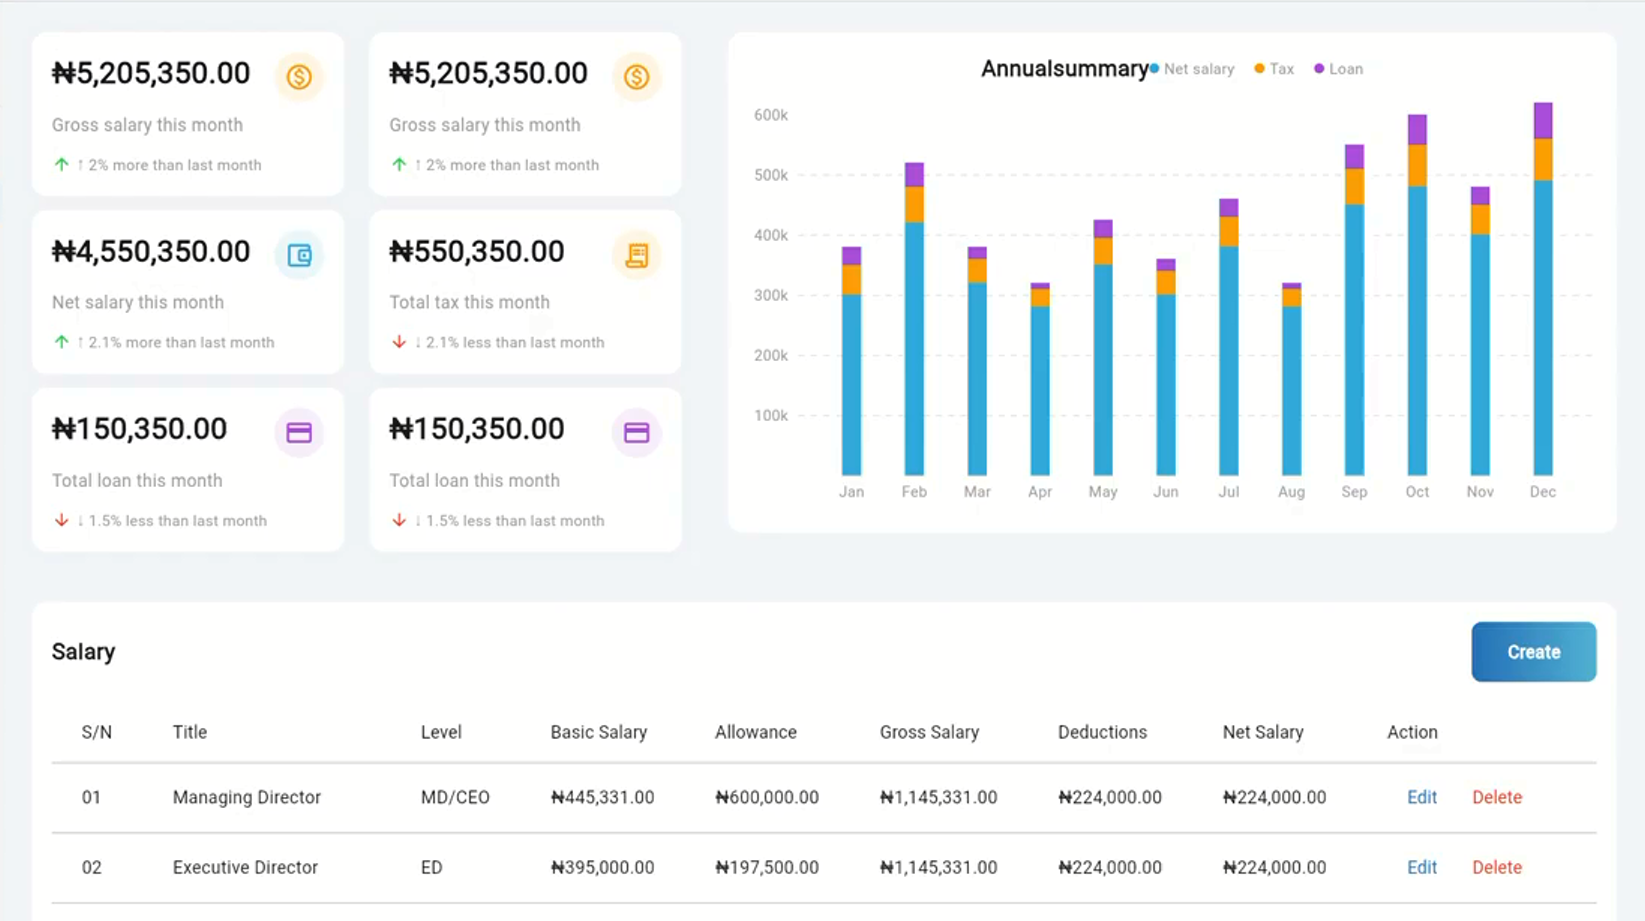 ₦5,205,350.00
Gross salary this month
↑ 2% more than last month
₦5,205,350.00
Gross salary this month
↑ 2% more than last month
₦4,550,350.00
Net salary this month
↑ 2.1% more than last month
₦550,350.00
Total tax this month
↓ 2.1% less than last month
₦150,350.00
Total loan this month
↓ 1.5% less than last month
₦150,350.00
Total loan this month
↓ 1.5% less than last month
Annualsummary Net salary Tax Loan
600k
500k
400k
300k
200k
100k
Jan Feb Mar Apr May Jun Jul Aug Sep Oct Nov Dec
Salary
Create
S/N Title Level Basic Salary Allowance Gross Salary Deductions Net Salary Action
01 Managing Director MD/CEO ₦445,331.00 ₦600,000.00 ₦1,145,331.00 ₦224,000.00 ₦224,000.00 Edit Delete
02 Executive Director ED ₦395,000.00 ₦197,500.00 ₦1,145,331.00 ₦224,000.00 ₦224,000.00 Edit Delete